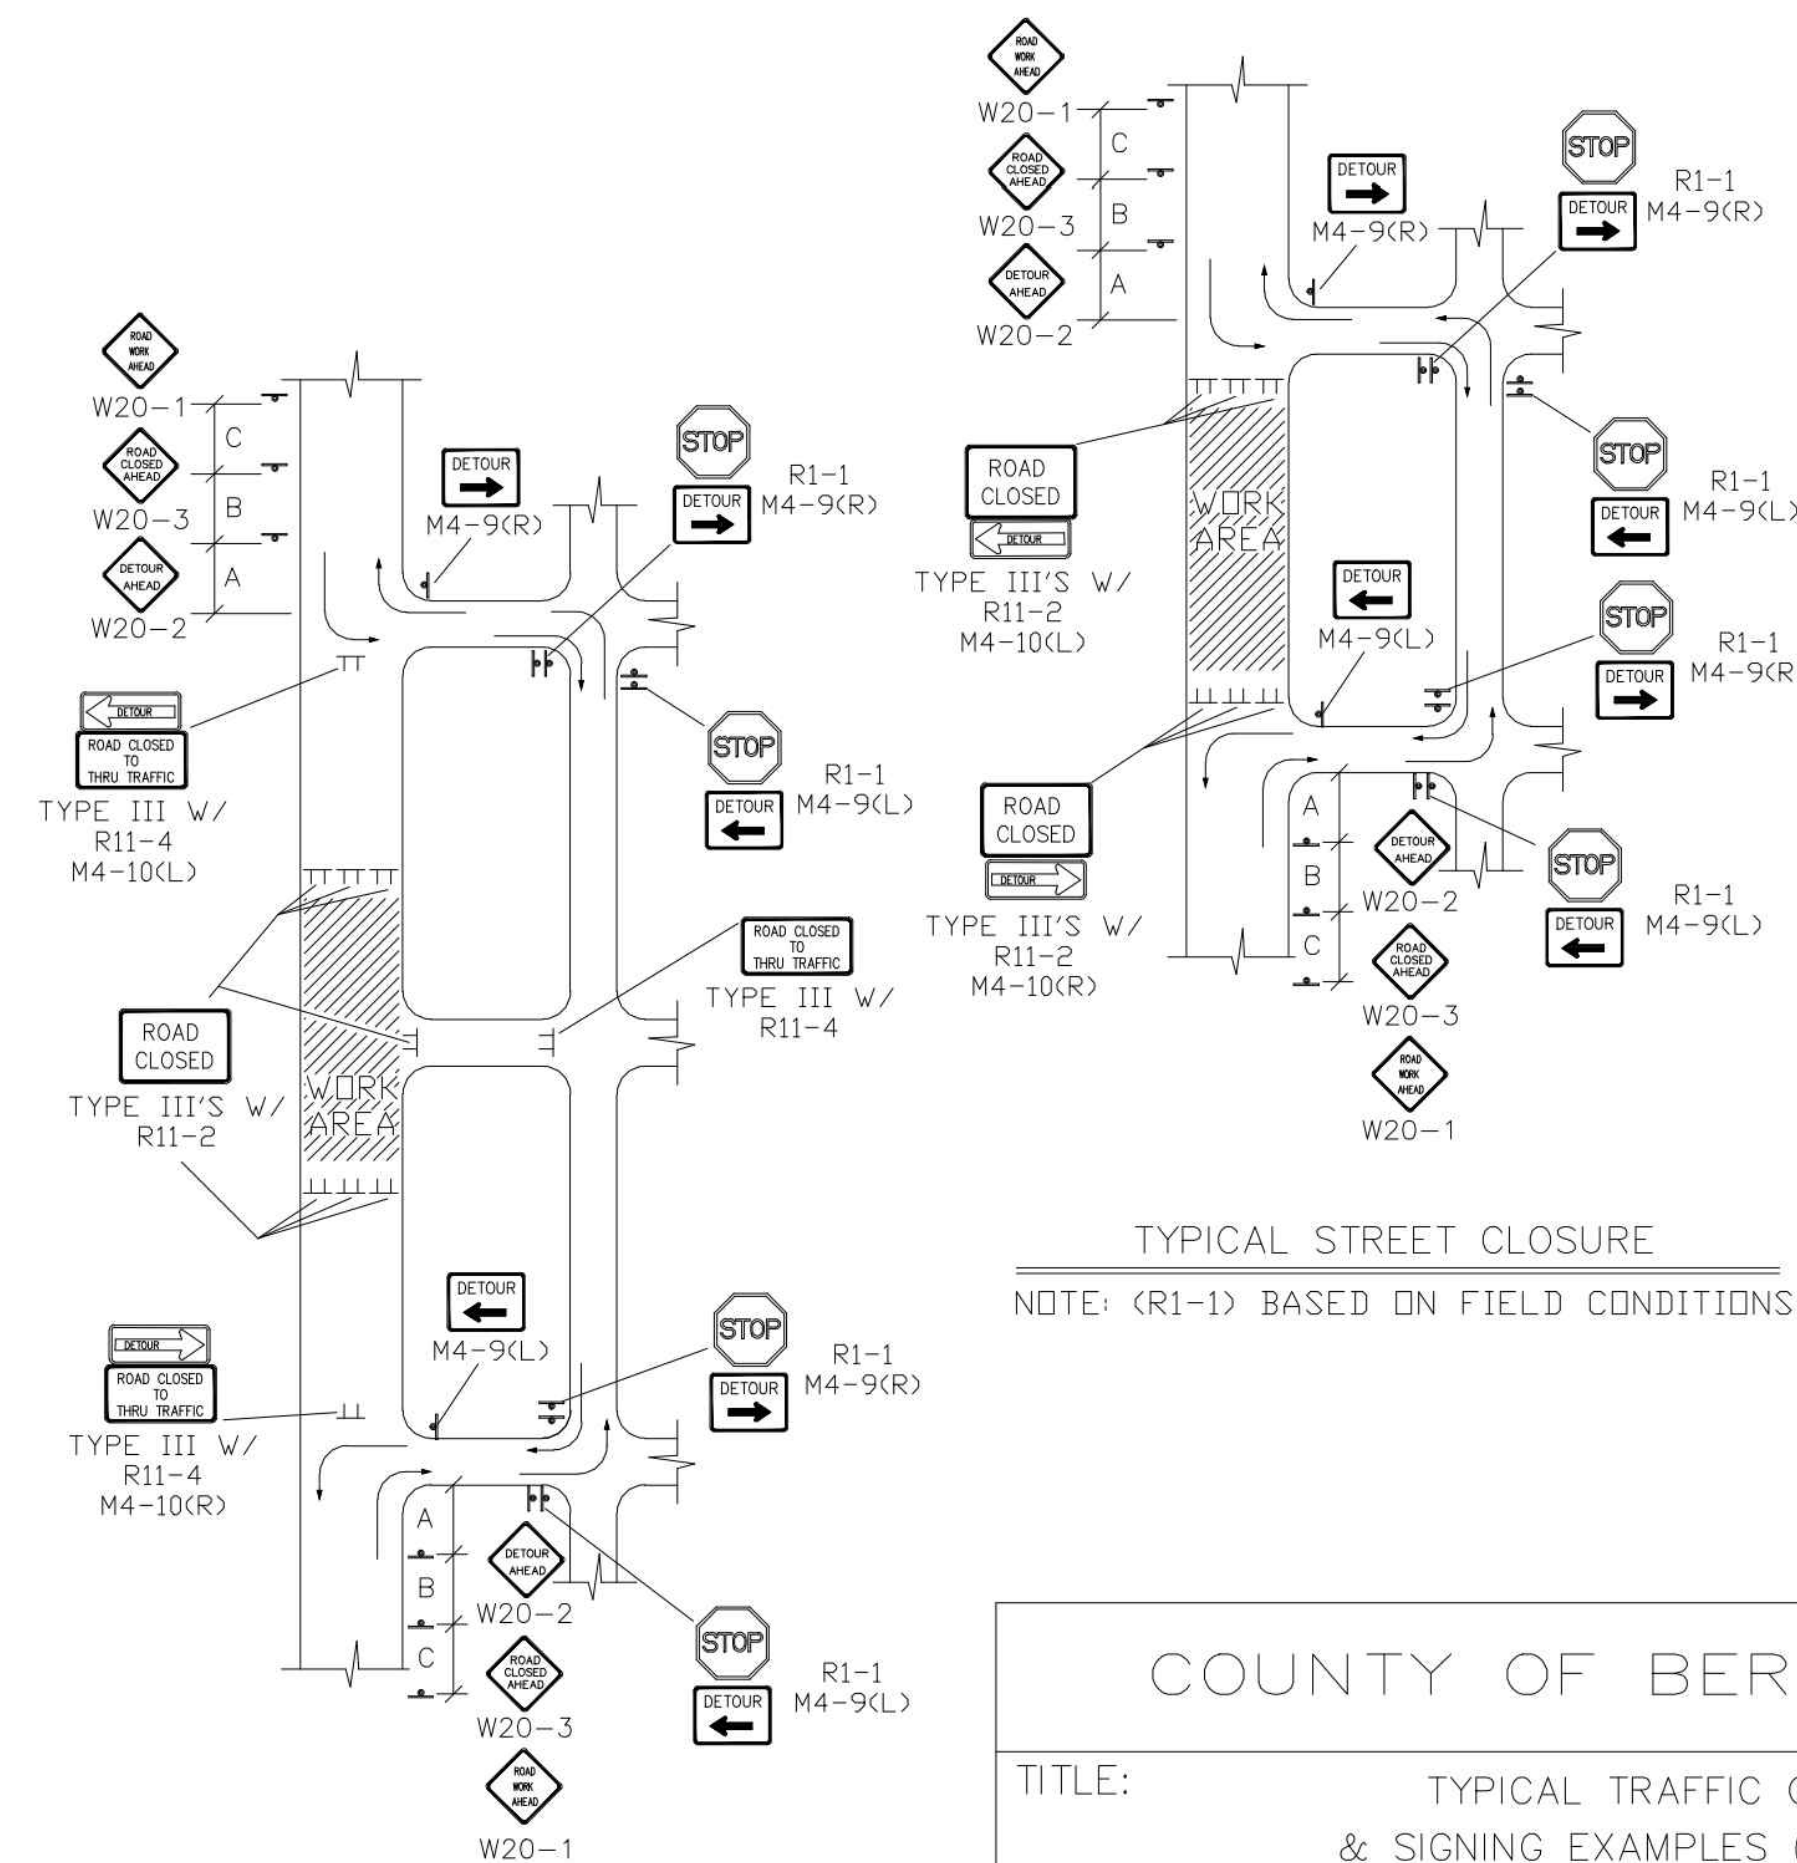 ROAD
WORK
AHEAD
W20-1
C
ROAD
CLOSED
AHEAD
W20-3
B
DETOUR
AHEAD
W20-2
A
DETOUR
M4-9(R)
STOP
DETOUR
R1-1
M4-9(R)
DETOUR
ROAD CLOSED
TO
THRU TRAFFIC
TYPE III W/
R11-4
M4-10(L)
STOP
DETOUR
R1-1
M4-9(L)
ROAD CLOSED
TO
THRU TRAFFIC
TYPE III W/
R11-4
ROAD
CLOSED
TYPE III'S W/
R11-2
WORK
AREA
DETOUR
M4-9(L)
STOP
DETOUR
R1-1
M4-9(R)
DETOUR
ROAD CLOSED
TO
THRU TRAFFIC
TYPE III W/
R11-4
M4-10(R)
A
B
C
DETOUR
AHEAD
W20-2
ROAD
CLOSED
AHEAD
W20-3
ROAD
WORK
AHEAD
W20-1
STOP
DETOUR
R1-1
M4-9(L)
ROAD
WORK
AHEAD
W20-1
C
ROAD
CLOSED
AHEAD
W20-3
B
DETOUR
AHEAD
W20-2
A
DETOUR
M4-9(R)
STOP
DETOUR
R1-1
M4-9(R)
ROAD
CLOSED
DETOUR
TYPE III'S W/
R11-2
M4-10(L)
WORK
AREA
STOP
DETOUR
R1-1
M4-9(L)
DETOUR
M4-9(L)
STOP
DETOUR
R1-1
M4-9(R
ROAD
CLOSED
DETOUR
TYPE III'S W/
R11-2
M4-10(R)
A
B
C
DETOUR
AHEAD
W20-2
ROAD
CLOSED
AHEAD
W20-3
ROAD
WORK
AHEAD
W20-1
STOP
DETOUR
R1-1
M4-9(L)
TYPICAL STREET CLOSURE
NOTE: (R1-1) BASED ON FIELD CONDITIONS
COUNTY OF BER
TITLE:
TYPICAL TRAFFIC
& SIGNING EXAMPLES (